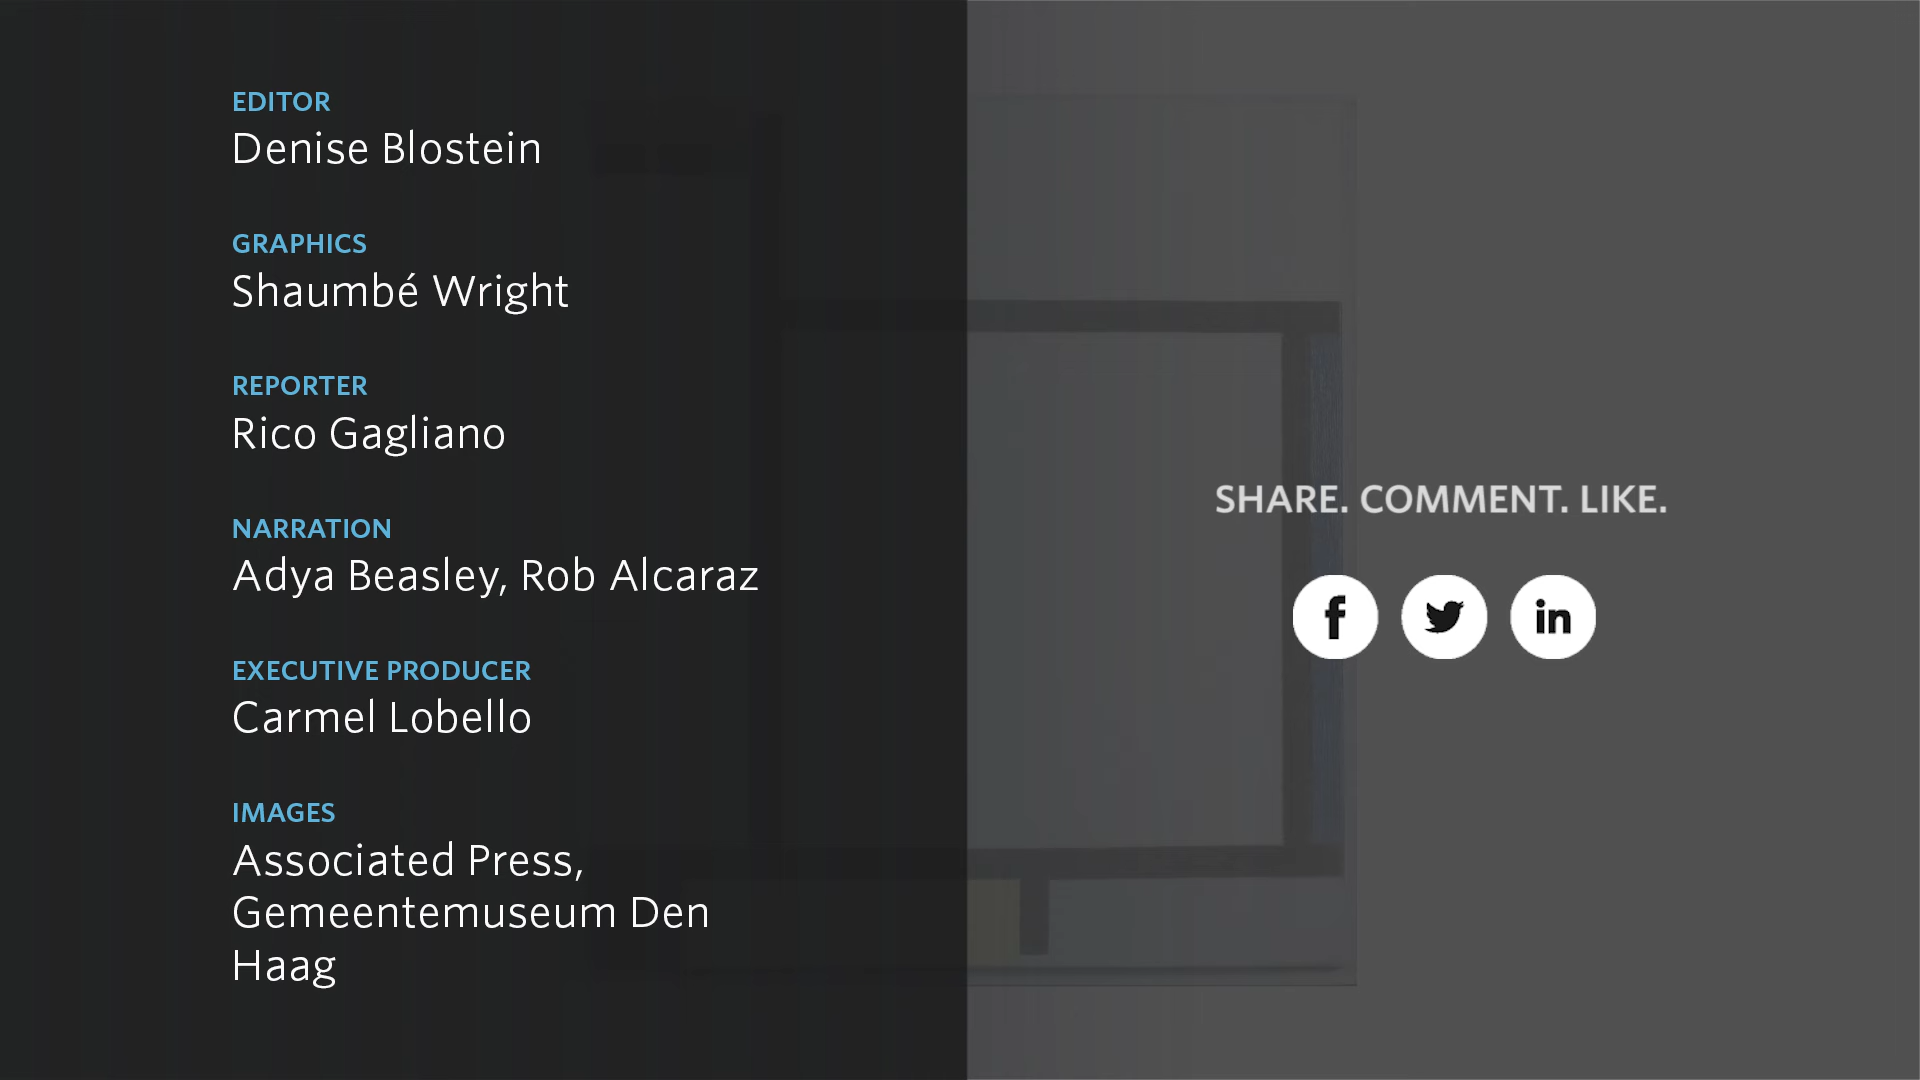 EDITOR
Denise Blostein
GRAPHICS
Shaumbé Wright
REPORTER
Rico Gagliano
NARRATION
Adya Beasley, Rob Alcaraz
EXECUTIVE PRODUCER
Carmel Lobello
IMAGES
Associated Press,
Gemeentemuseum Den
Haag
SHARE. COMMENT. LIKE.
f in